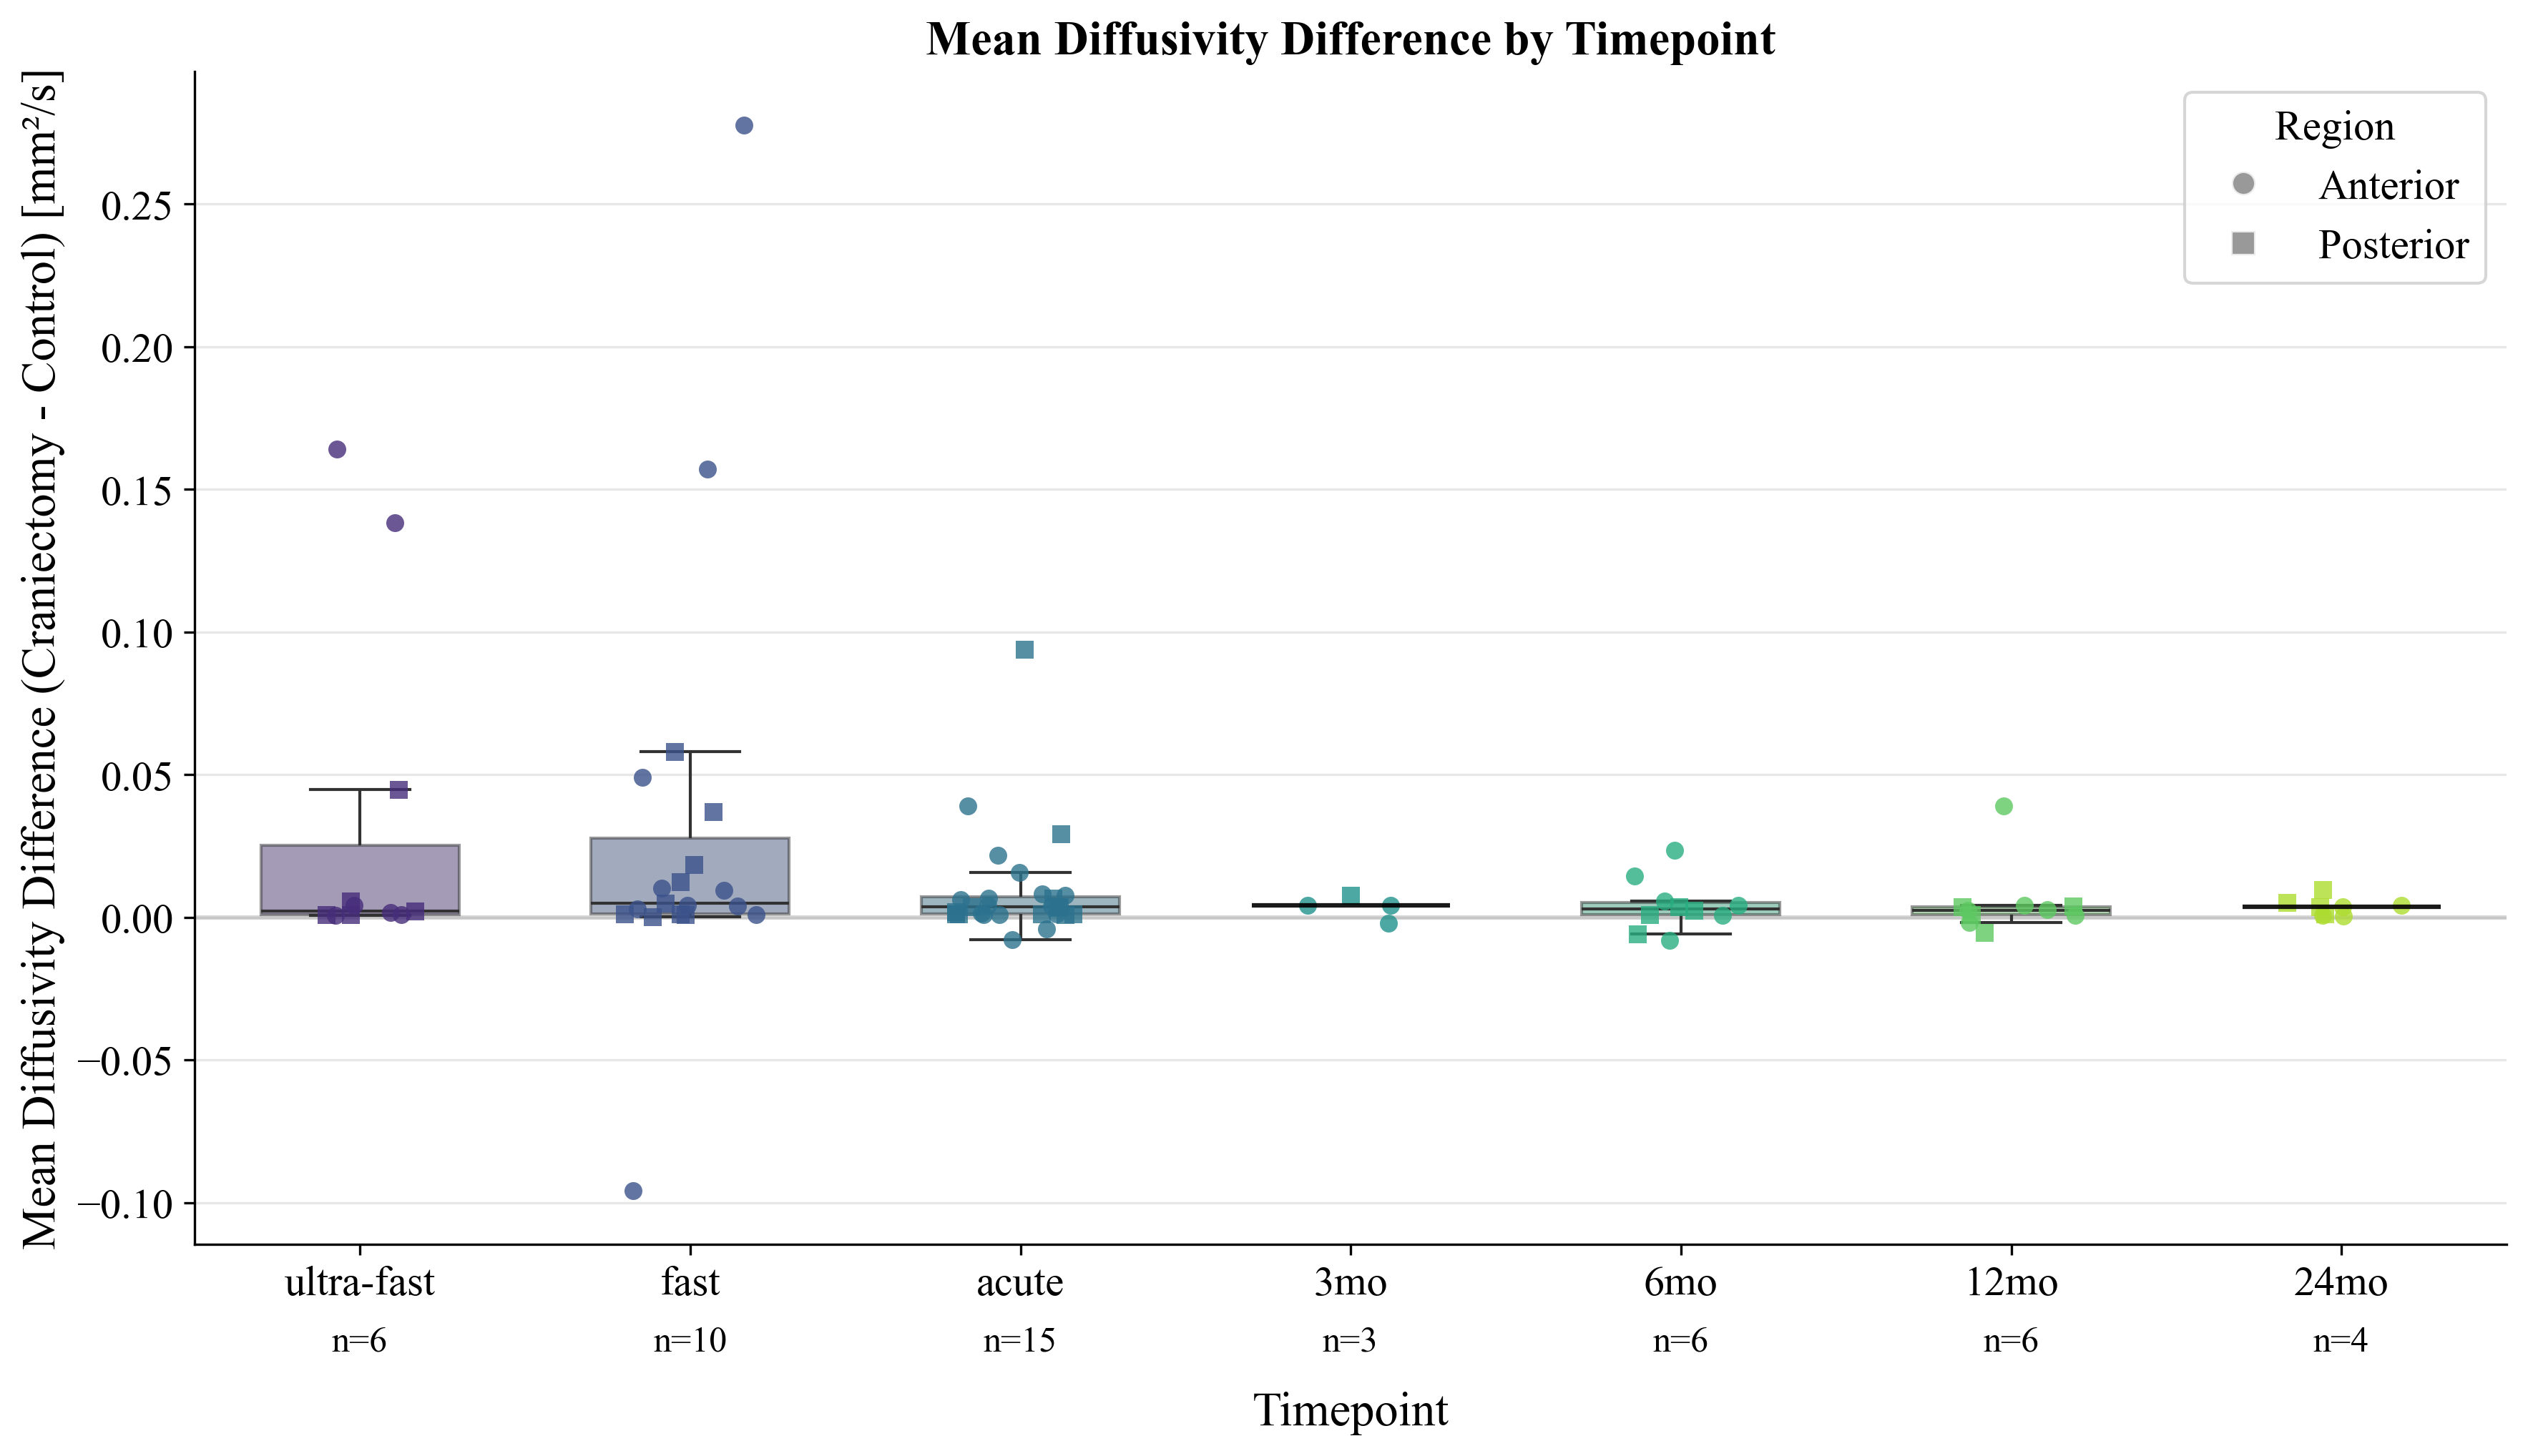 Mean Diffusivity Difference by Timepoint
Mean Diffusivity Difference (Craniectomy - Control) [mm²/s]
0.25
0.20
0.15
0.10
0.05
0.00
−0.05
−0.10
Region
Anterior
Posterior
ultra-fast fast acute 3mo 6mo 12mo 24mo
n=6 n=10 n=15 n=3 n=6 n=6 n=4
Timepoint